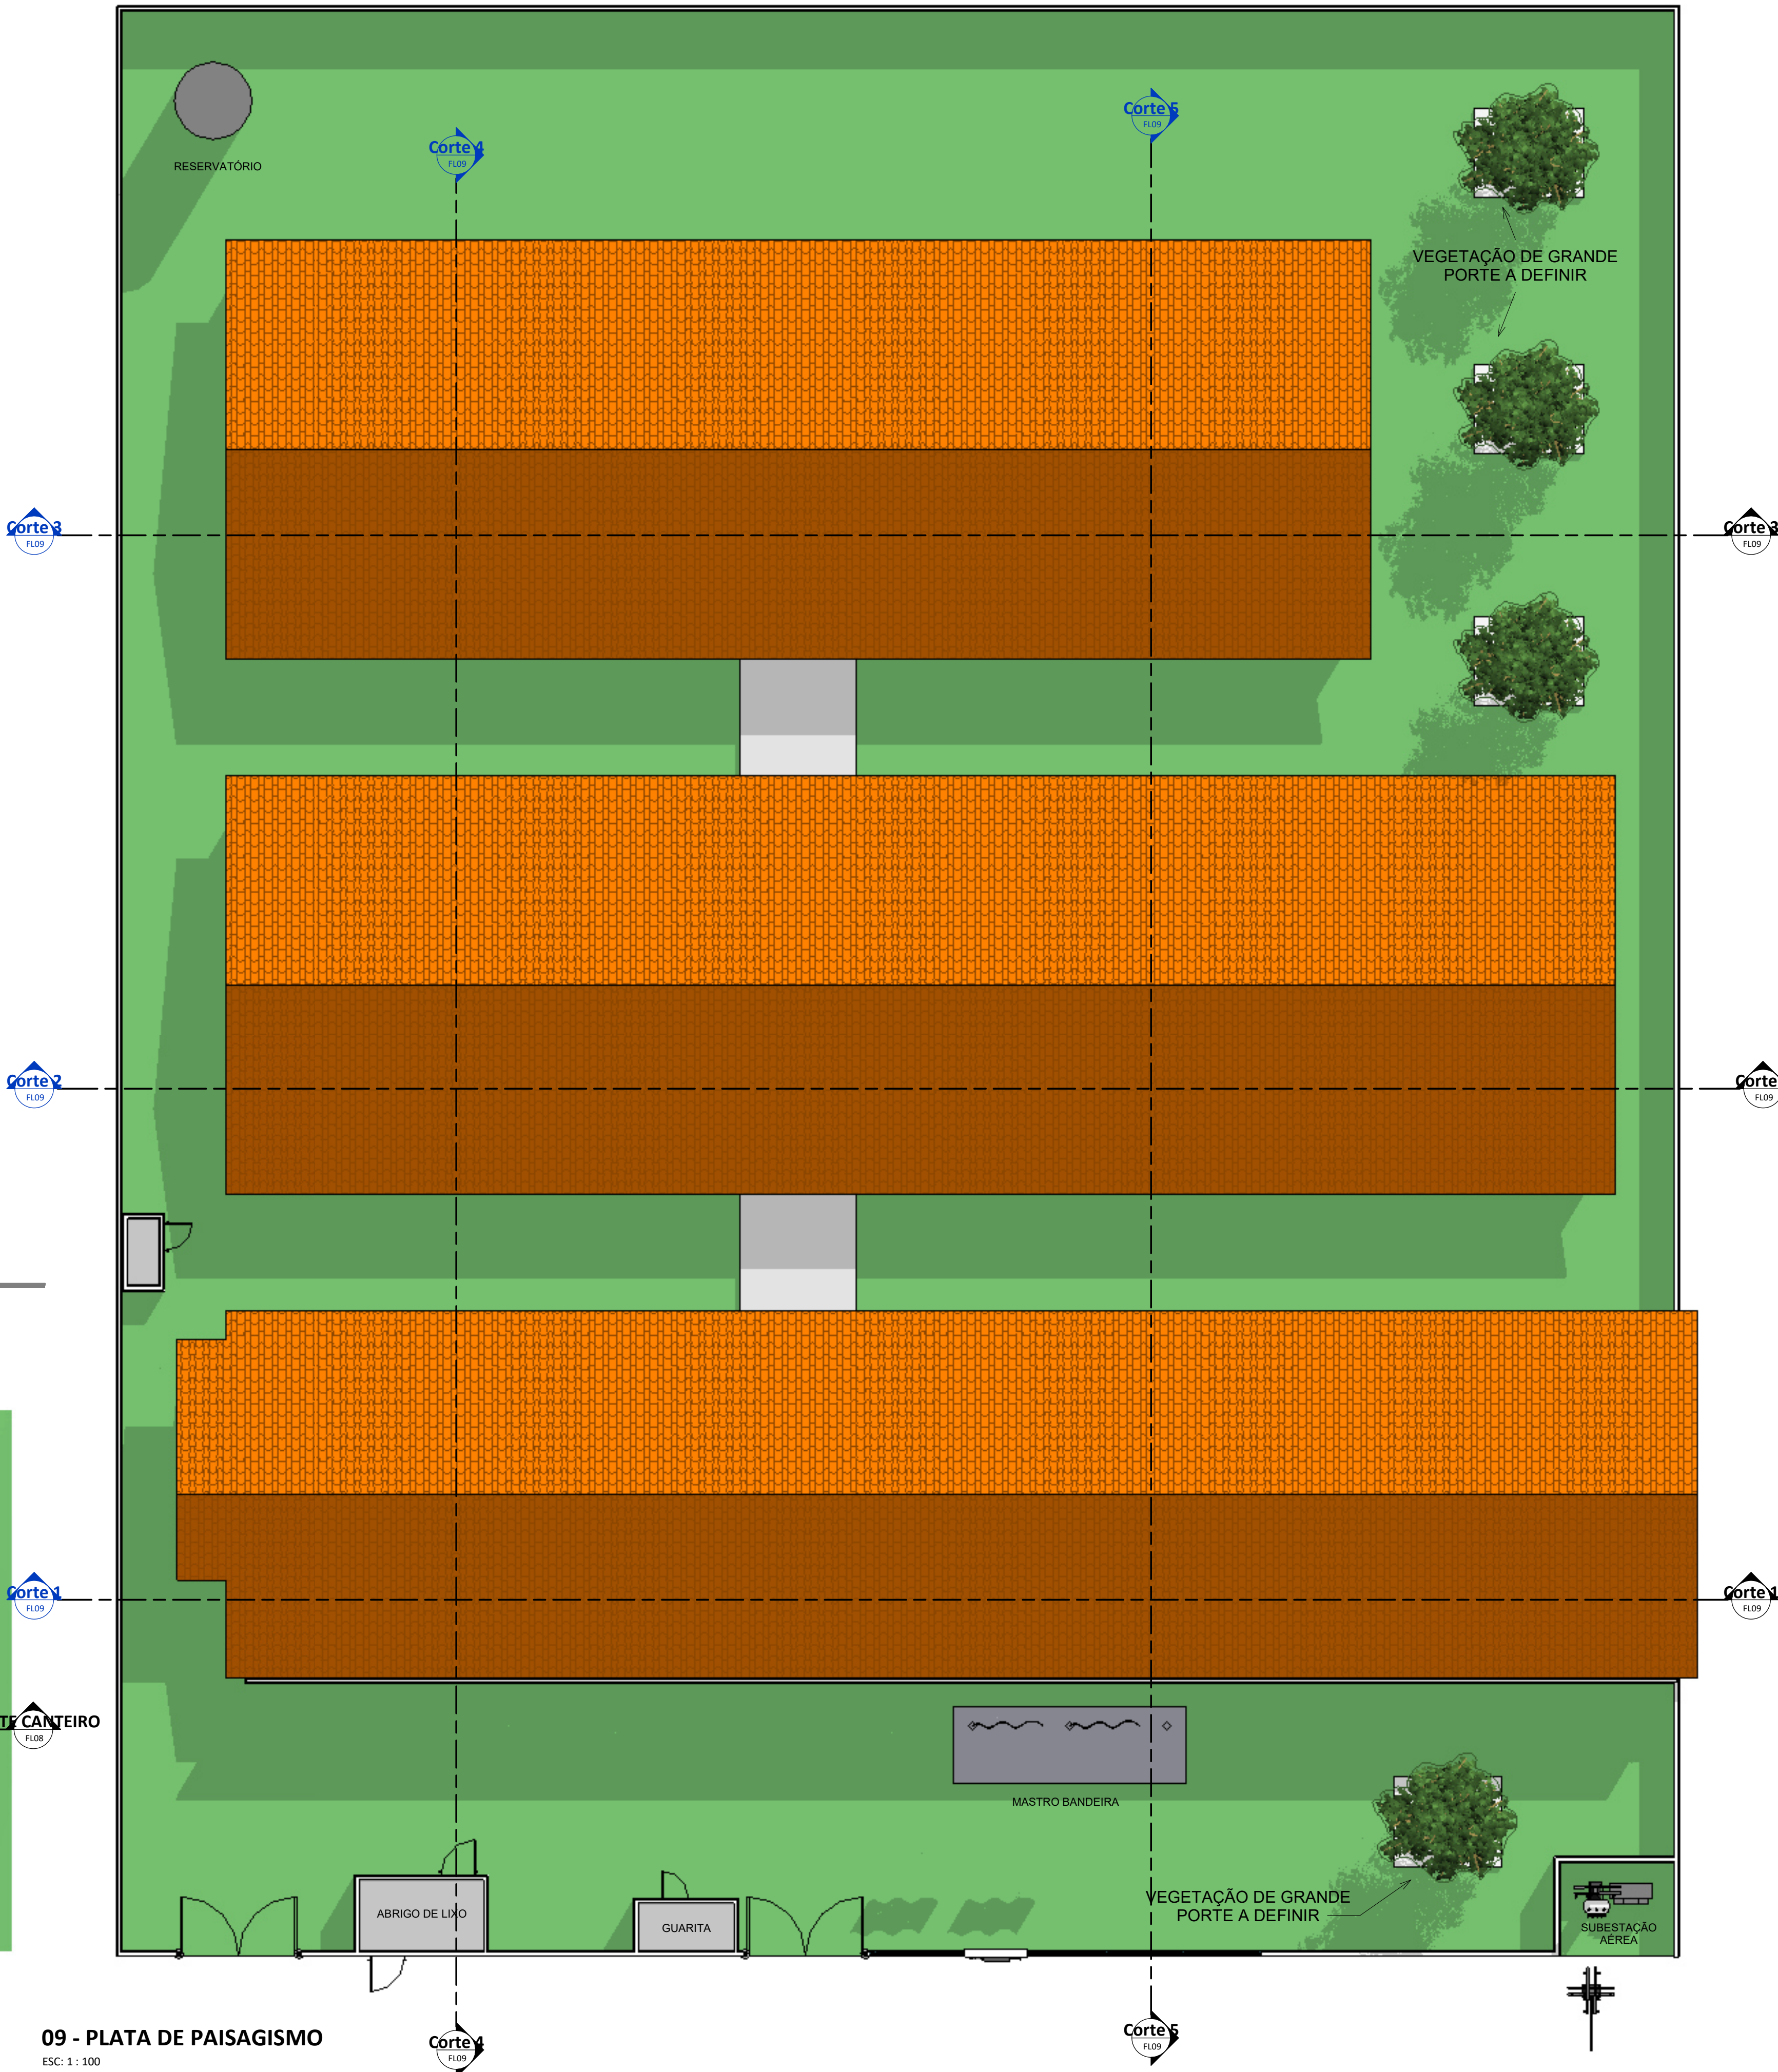 Corte 5
FL09
Corte 4
FL09
RESERVATÓRIO
VEGETAÇÃO DE GRANDE
PORTE A DEFINIR
Corte 3
FL09
Corte 3
FL09
Corte 2
FL09
Corte
FL09
Corte 1
FL09
Corte 1
FL09
TE CANTEIRO
FL08
MASTRO BANDEIRA
VEGETAÇÃO DE GRANDE
PORTE A DEFINIR
ABRIGO DE LIXO
GUARITA
SUBESTAÇÃO
AÉREA
09 - PLATA DE PAISAGISMO
ESC: 1 : 100
Corte 4
FL09
Corte 5
FL09